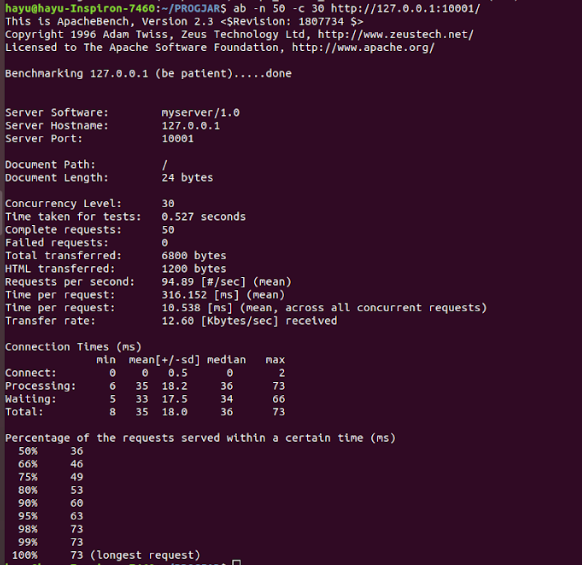 hayu@hayu-Inspiron-7460:~/PROGJAR$ ab -n 50 -c 30 http://127.0.0.1:10001/
This is ApacheBench, Version 2.3 <$Revision: 1807734 $>
Copyright 1996 Adam Twiss, Zeus Technology Ltd, http://www.zeustech.net/
Licensed to The Apache Software Foundation, http://www.apache.org/

Benchmarking 127.0.0.1 (be patient).....done


Server Software:        myserver/1.0
Server Hostname:        127.0.0.1
Server Port:            10001

Document Path:          /
Document Length:        24 bytes

Concurrency Level:      30
Time taken for tests:   0.527 seconds
Complete requests:      50
Failed requests:        0
Total transferred:      6800 bytes
HTML transferred:       1200 bytes
Requests per second:    94.89 [#/sec] (mean)
Time per request:       316.152 [ms] (mean)
Time per request:       10.538 [ms] (mean, across all concurrent requests)
Transfer rate:          12.60 [Kbytes/sec] received

Connection Times (ms)
              min  mean[+/-sd] median   max
Connect:        0    0   0.5      0       2
Processing:     6   35  18.2     36      73
Waiting:        5   33  17.5     34      66
Total:          8   35  18.0     36      73

Percentage of the requests served within a certain time (ms)
  50%     36
  66%     46
  75%     49
  80%     53
  90%     60
  95%     63
  98%     73
  99%     73
 100%     73 (longest request)